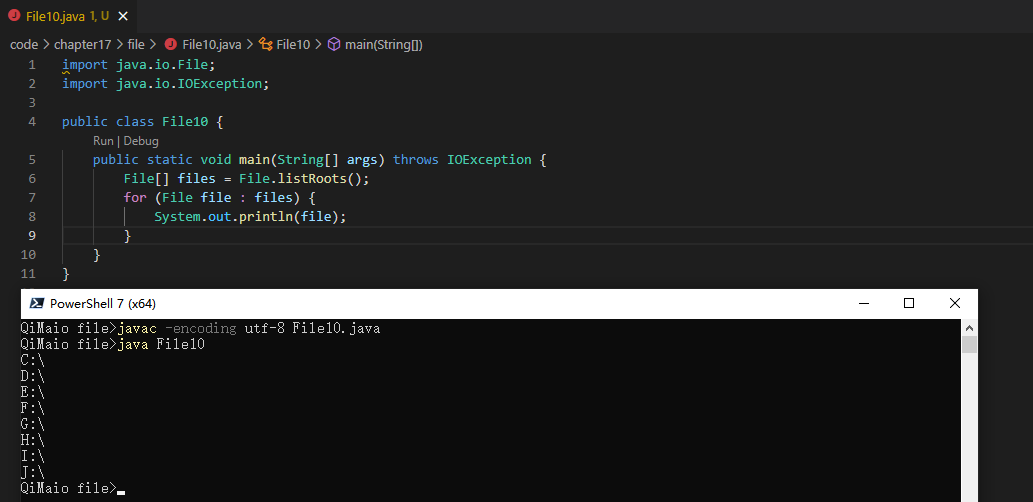 File10.java 1, U
code > chapter17 > file > File10.java > File10 > main(String[])
1 import java.io.File;
2 import java.io.IOException;
3
4 public class File10 {
Run | Debug
5 public static void main(String[] args) throws IOException {
6 File[] files = File.listRoots();
7 for (File file : files) {
8 System.out.println(file);
9 }
10 }
11 }
PowerShell 7 (x64)
QiMaio file>javac -encoding utf-8 File10.java
QiMaio file>java File10
C:\
D:\
E:\
F:\
G:\
H:\
I:\
J:\
QiMaio file>